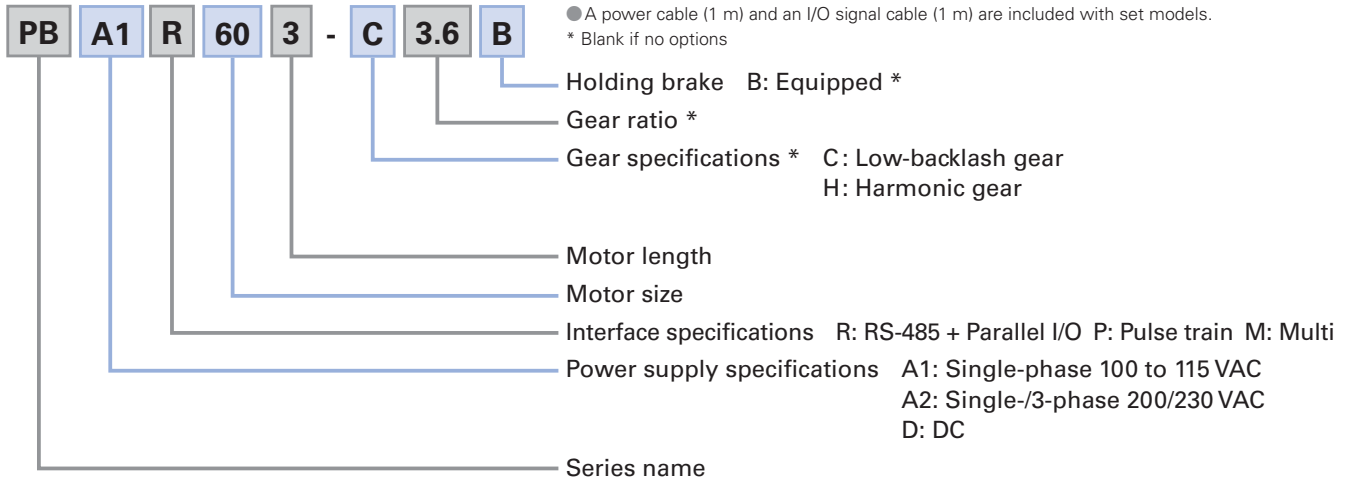 PB A1 R 60 3 - C 3.6 B
●A power cable (1 m) and an I/O signal cable (1 m) are included with set models.
* Blank if no options
Holding brake B: Equipped *
Gear ratio *
Gear specifications * C: Low-backlash gear
H: Harmonic gear
Motor length
Motor size
Interface specifications R: RS-485 + Parallel I/O P: Pulse train M: Multi
Power supply specifications A1: Single-phase 100 to 115 VAC
A2: Single-/3-phase 200/230 VAC
D: DC
Series name